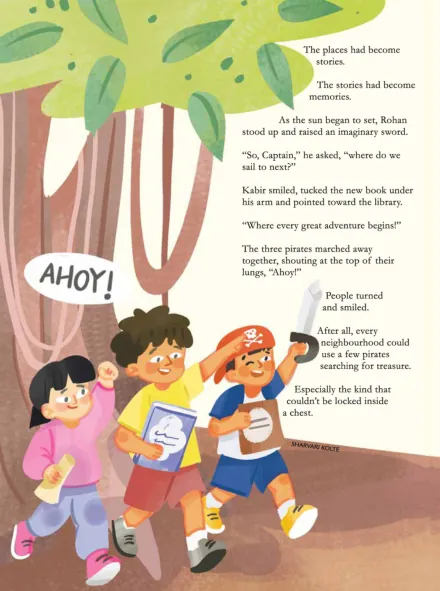 The places had become
stories.
The stories had become
memories.
As the sun began to set, Rohan
stood up and raised an imaginary sword.
“So, Captain,” he asked, “where do we
sail to next?”
Kabir smiled, tucked the new book under
his arm and pointed toward the library.
“Where every great adventure begins!”
The three pirates marched away
together, shouting at the top of their
lungs, “Ahoy!”
AHOY!
People turned
and smiled.
After all, every
neighbourhood could
use a few pirates
searching for treasure.
Especially the kind that
couldn't be locked inside
a chest.
SHARVARI KOLTE